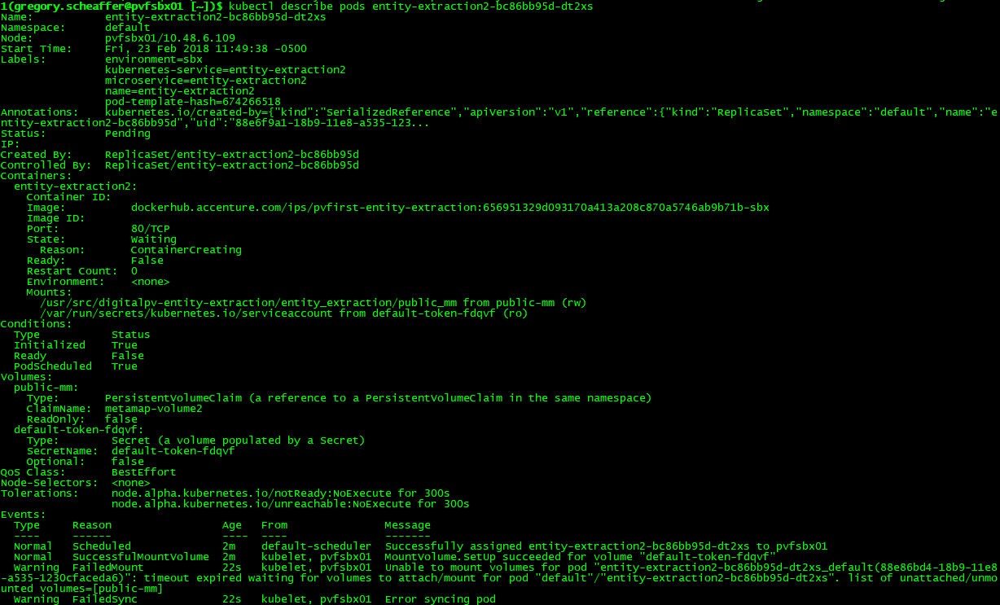 1(gregory.scheaffer@pvfsbx01 [~])$ kubectl describe pods entity-extraction2-bc86bb95d-dt2xs
Name:           entity-extraction2-bc86bb95d-dt2xs
Namespace:      default
Node:           pvfsbx01/10.48.6.109
Start Time:     Fri, 23 Feb 2018 11:49:38 -0500
Labels:         environment=sbx
                kubernetes-service=entity-extraction2
                microservice=entity-extraction2
                name=entity-extraction2
                pod-template-hash=674266518
Annotations:    kubernetes.io/created-by={"kind":"SerializedReference","apiVersion":"v1","reference":{"kind":"ReplicaSet","namespace":"default","name":"e
ntity-extraction2-bc86bb95d","uid":"88e6f9a1-18b9-11e8-a535-123...
Status:         Pending
IP:
Created By:     ReplicaSet/entity-extraction2-bc86bb95d
Controlled By:  ReplicaSet/entity-extraction2-bc86bb95d
Containers:
  entity-extraction2:
    Container ID:
    Image:          dockerhub.accenture.com/ips/pvfirst-entity-extraction:656951329d093170a413a208c870a5746ab9b71b-sbx
    Image ID:
    Port:           80/TCP
    State:          Waiting
      Reason:       ContainerCreating
    Ready:          False
    Restart Count:  0
    Environment:    <none>
    Mounts:
      /usr/src/digitalpv-entity-extraction/entity_extraction/public_mm from public-mm (rw)
      /var/run/secrets/kubernetes.io/serviceaccount from default-token-fdqvf (ro)
Conditions:
  Type           Status
  Initialized    True
  Ready          False
  PodScheduled   True
Volumes:
  public-mm:
    Type:       PersistentVolumeClaim (a reference to a PersistentVolumeClaim in the same namespace)
    ClaimName:  metamap-volume2
    ReadOnly:   false
  default-token-fdqvf:
    Type:        Secret (a volume populated by a Secret)
    SecretName:  default-token-fdqvf
    Optional:    false
QoS Class:       BestEffort
Node-Selectors:  <none>
Tolerations:     node.alpha.kubernetes.io/notReady:NoExecute for 300s
                 node.alpha.kubernetes.io/unreachable:NoExecute for 300s
Events:
  Type     Reason                 Age   From               Message
  ----     ------                 ----  ----               -------
  Normal   Scheduled              2m    default-scheduler  Successfully assigned entity-extraction2-bc86bb95d-dt2xs to pvfsbx01
  Normal   SuccessfulMountVolume  2m    kubelet, pvfsbx01  MountVolume.SetUp succeeded for volume "default-token-fdqvf"
  Warning  FailedMount            22s   kubelet, pvfsbx01  Unable to mount volumes for pod "entity-extraction2-bc86bb95d-dt2xs_default(88e86bd4-18b9-11e8
-a535-1230cfaceda6)": timeout expired waiting for volumes to attach/mount for pod "default"/"entity-extraction2-bc86bb95d-dt2xs". list of unattached/unmo
unted volumes=[public-mm]
  Warning  FailedSync             22s   kubelet, pvfsbx01  Error syncing pod